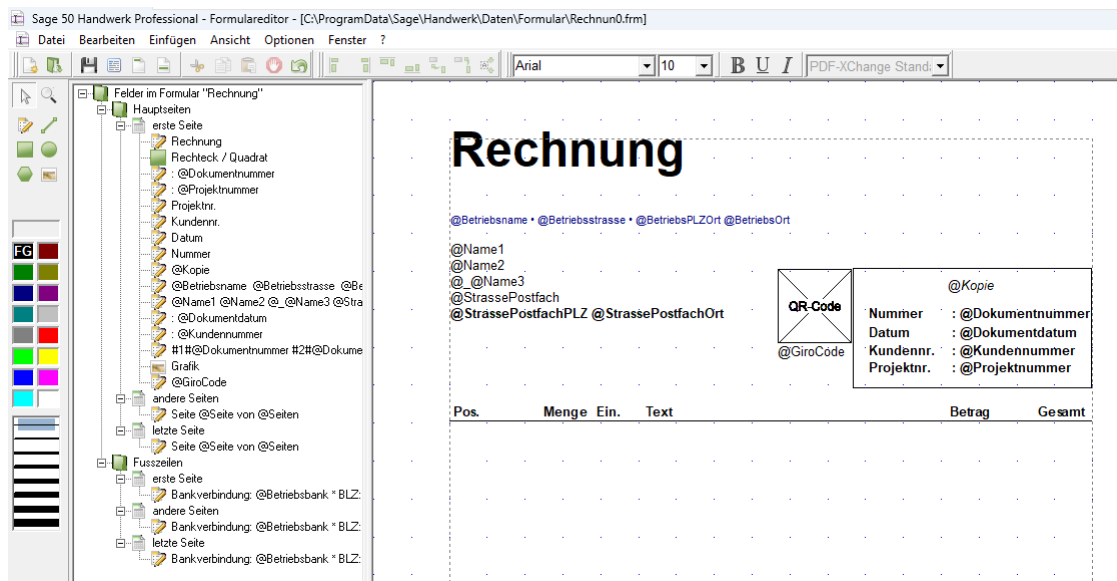 Sage 50 Handwerk Professional - Formulareditor - [C:\ProgramData\Sage\Handwerk\Daten\Formular\Rechnun0.frm]
Datei Bearbeiten Einfügen Ansicht Optionen Fenster ?
Arial 10 B U I PDF-XChange Stand:
Felder im Formular "Rechnung"
Hauptseiten
erste Seite
Rechnung
Rechteck / Quadrat
: @Dokumentnummer
: @Projektnummer
Projektnr.
Kundennr.
Datum
Nummer
@Kopie
@Betriebsname @Betriebsstrasse @Be
@Name1 @Name2 @_@Name3 @Stra
: @Dokumentdatum
: @Kundennummer
#1#@Dokumentnummer #2#@Dokume
Grafik
@GiroCode
andere Seiten
Seite @Seite von @Seiten
letzte Seite
Seite @Seite von @Seiten
Fusszeilen
erste Seite
Bankverbindung: @Betriebsbank * BLZ:
andere Seiten
Bankverbindung: @Betriebsbank * BLZ:
letzte Seite
Bankverbindung: @Betriebsbank * BLZ:
FG
Rechnung
@Betriebsname • @Betriebsstrasse • @BetriebsPLZOrt @BetriebsOrt
@Name1
@Name2
@_@Name3
@StrassePostfach
@StrassePostfachPLZ @StrassePostfachOrt
QR-Code
@GiroCode
@Kopie
Nummer : @Dokumentnummer
Datum : @Dokumentdatum
Kundennr. : @Kundennummer
Projektnr. : @Projektnummer
Pos. Menge Ein. Text Betrag Gesamt